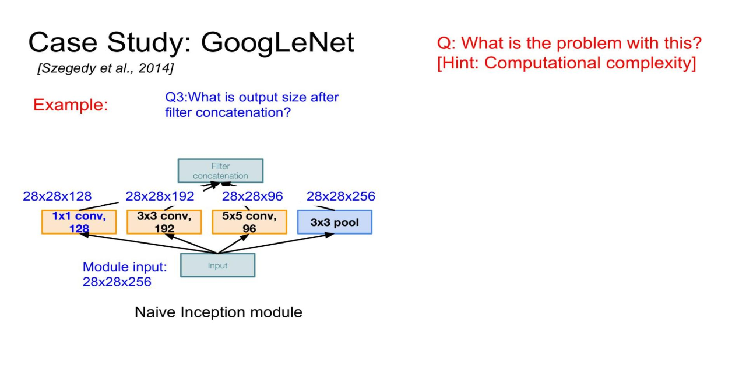 Case Study: GoogLeNet
[Szegedy et al., 2014]
Q: What is the problem with this?
[Hint: Computational complexity]
Example:
Q3:What is output size after
filter concatenation?
Filter
concatenation
28x28x128
28x28x192
28x28x96
28x28x256
1x1 conv,
128
3x3 conv,
192
5x5 conv,
96
3x3 pool
Module input:
28x28x256
Input
Naive Inception module